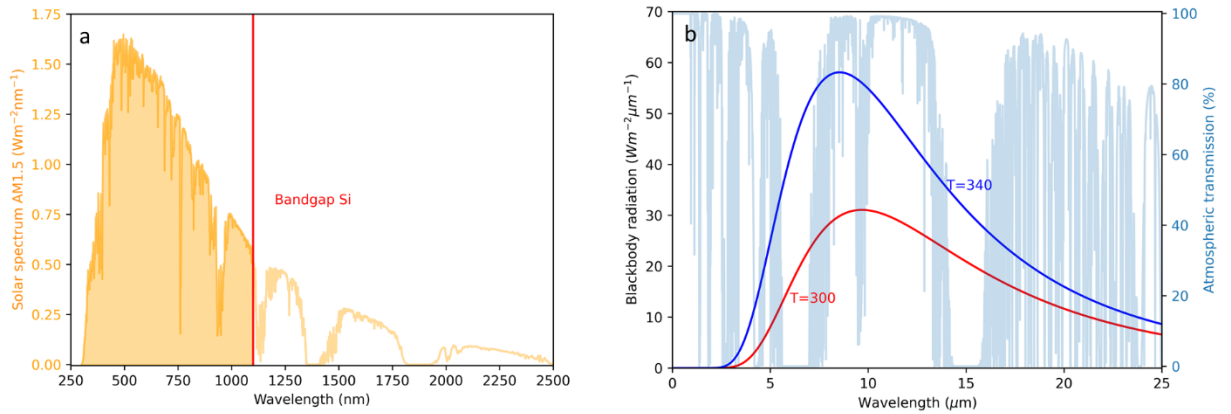 a
Solar spectrum AM1.5 (Wm⁻²nm⁻¹)
1.75
1.50
1.25
1.00
0.75
0.50
0.25
0.00
Bandgap Si
250 500 750 1000 1250 1500 1750 2000 2250 2500
Wavelength (nm)
b
Blackbody radiation (Wm⁻²μm⁻¹)
70
60
50
40
30
20
10
0
T=340
T=300
100
80
60
40
20
0
Atmospheric transmission (%)
0 5 10 15 20 25
Wavelength (μm)